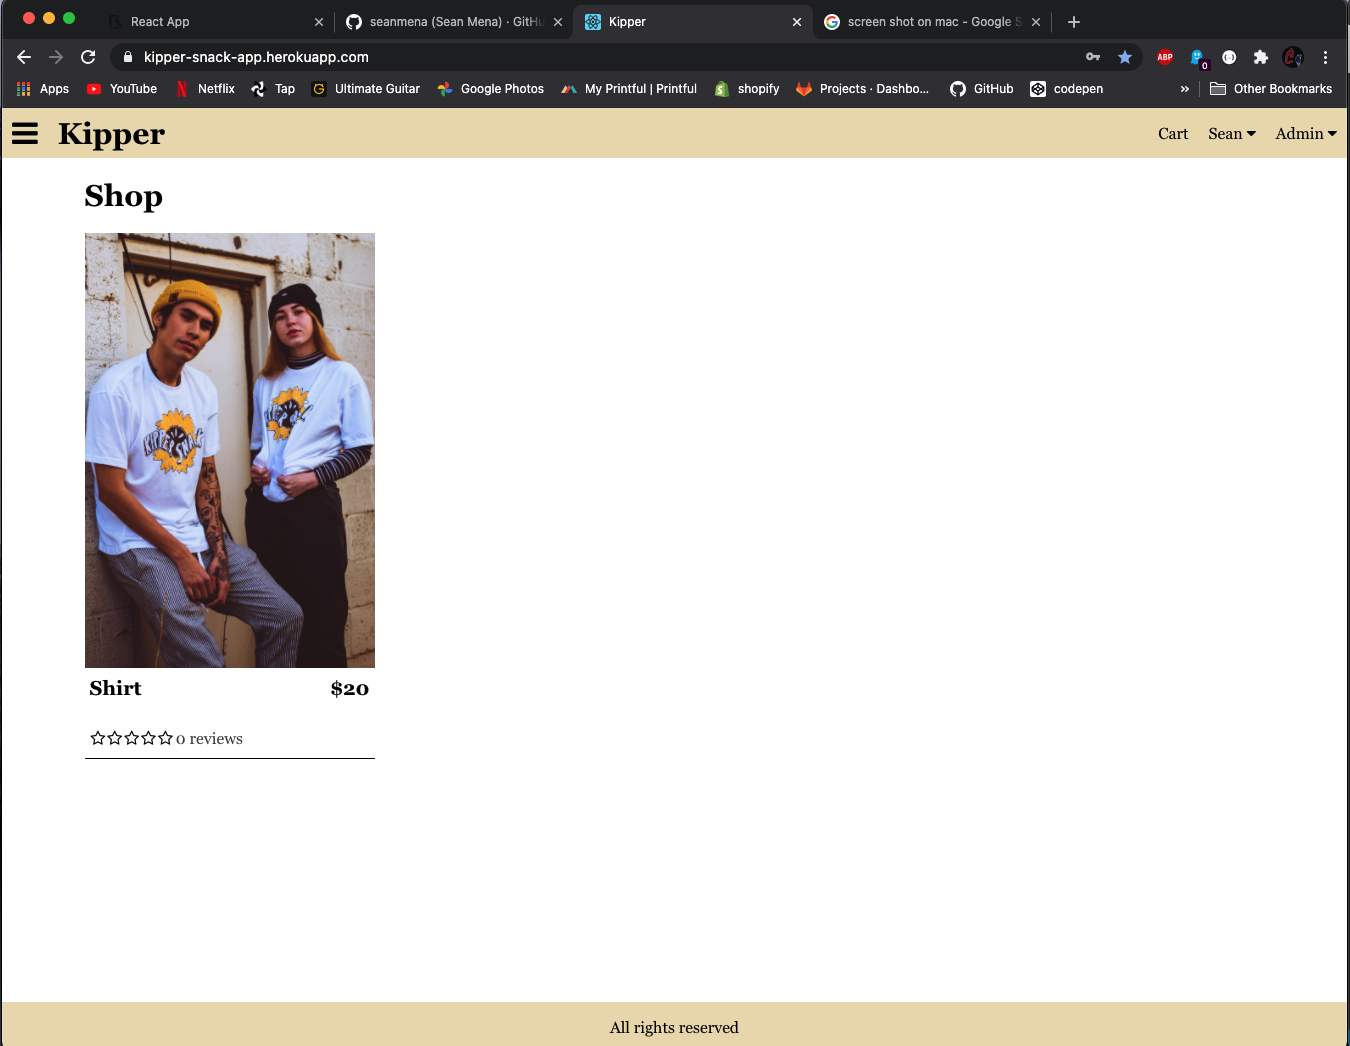 React App
seanmena (Sean Mena) · GitHu
Kipper
screen shot on mac - Google S
kipper-snack-app.herokuapp.com
ABP
0
Apps
YouTube
Netflix
Tap
Ultimate Guitar
Google Photos
My Printful | Printful
shopify
Projects · Dashbo...
GitHub
codepen
»
Other Bookmarks
Kipper
Cart
Sean
Admin
Shop
Shirt
$20
0 reviews
All rights reserved